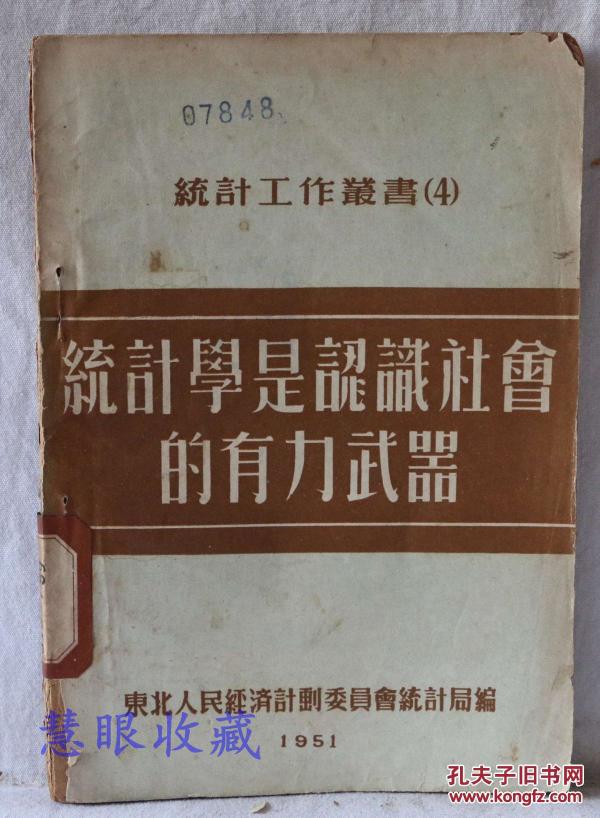 07848
統計工作叢書(4)
統計學是認識社會
的有力武器
東北人民經済計劃委員會統計局編
1951
慧眼收藏
孔夫子旧书网
www.kongfz.com